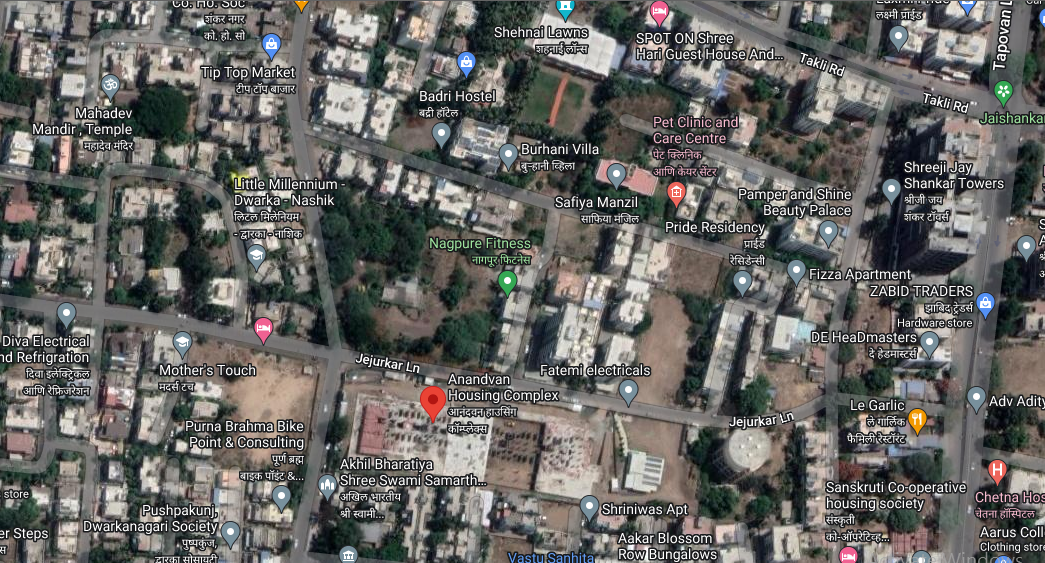 Co. Ho. Soc
शंकर नगर
को. हो. सो
Shehnai Lawns
शहनाई लॉन्स
SPOT ON Shree
Hari Guest House And...
लक्ष्मी प्राईड
Takli Rd
Tapovan
Takli Rd
Jaishankar
Tip Top Market
टीप टॉप बाजार
Badri Hostel
बद्री हॉटेल
Mahadev
Mandir , Temple
महादेव मंदिर
Pet Clinic and
Care Centre
पेट क्लिनिक
आणि केयर सेंटर
Burhani Villa
बुऱ्हानी व्हिला
Shreeji Jay
Shankar Towers
श्रीजी जय
शंकर टॉवर्स
Little Millennium -
Dwarka - Nashik
लिटल मिलेनियम
- द्वारका - नाशिक
Safiya Manzil
साफिया मंजिल
Pamper and Shine
Beauty Palace
Pride Residency
प्राईड
रेसिडेन्सी
Nagpure Fitness
नागपूर फिटनेस
Fizza Apartment
ZABID TRADERS
झाबिद ट्रेडर्स
Hardware store
Diva Electrical
nd Refrigration
दिवा इलेक्ट्रिकल
आणि रेफ्रिजरेशन
DE HeaDmasters
दे हेडमास्टर्स
Mother's Touch
मदर्स टच
Jejurkar Ln
Fatemi electricals
Anandvan
Housing Complex
आनंदवन हाउसिंग
कॉम्प्लेक्स
Adv Adity
Le Garlic
ले गार्लिक
फॅमिली रेस्टॉरंट
Jejurkar Ln
Purna Brahma Bike
Point & Consulting
पूर्ण ब्रह्म
बाइक पॉइंट &...
Akhil Bharatiya
Shree Swami Samarth...
अखिल भारतीय
श्री स्वामी...
store
Sanskruti Co-operative
housing society
संस्कृती
को-ऑपरेटिव्ह...
Chetna Hos
चेतना हॉस्पिटल
Pushpakunj,
Dwarkanagari Society
पुष्पकुंज,
द्वारका सोसायटी
Shriniwas Apt
er Steps
Aakar Blossom
Row Bungalows
Aarus Coll
Clothing store
Vastu Sanhita